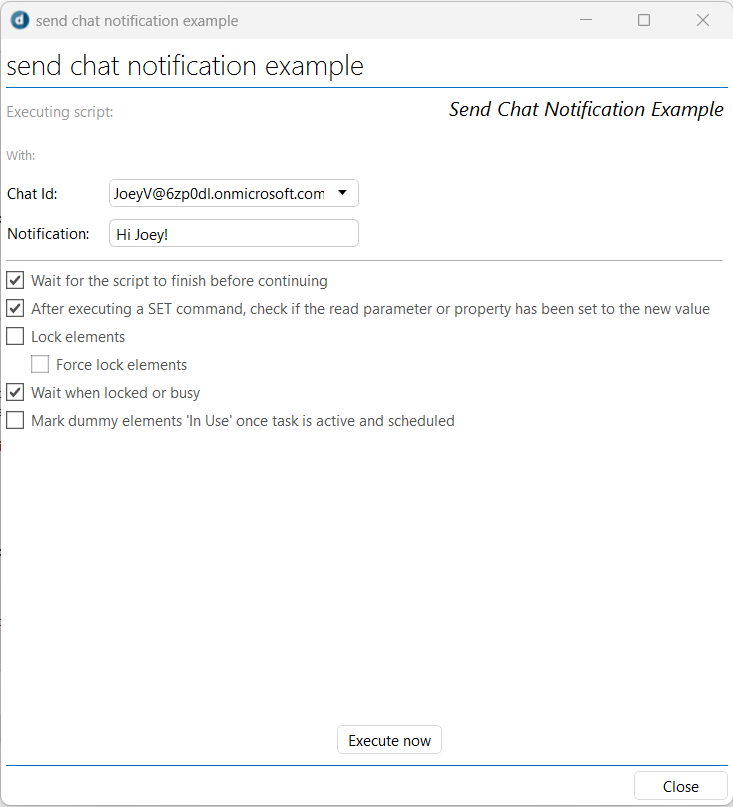 send chat notification example
send chat notification example
Executing script:
Send Chat Notification Example
With:
Chat Id:
JoeyV@6zp0dl.onmicrosoft.com
Notification:
Hi Joey!
Wait for the script to finish before continuing
After executing a SET command, check if the read parameter or property has been set to the new value
Lock elements
Force lock elements
Wait when locked or busy
Mark dummy elements 'In Use' once task is active and scheduled
Execute now
Close